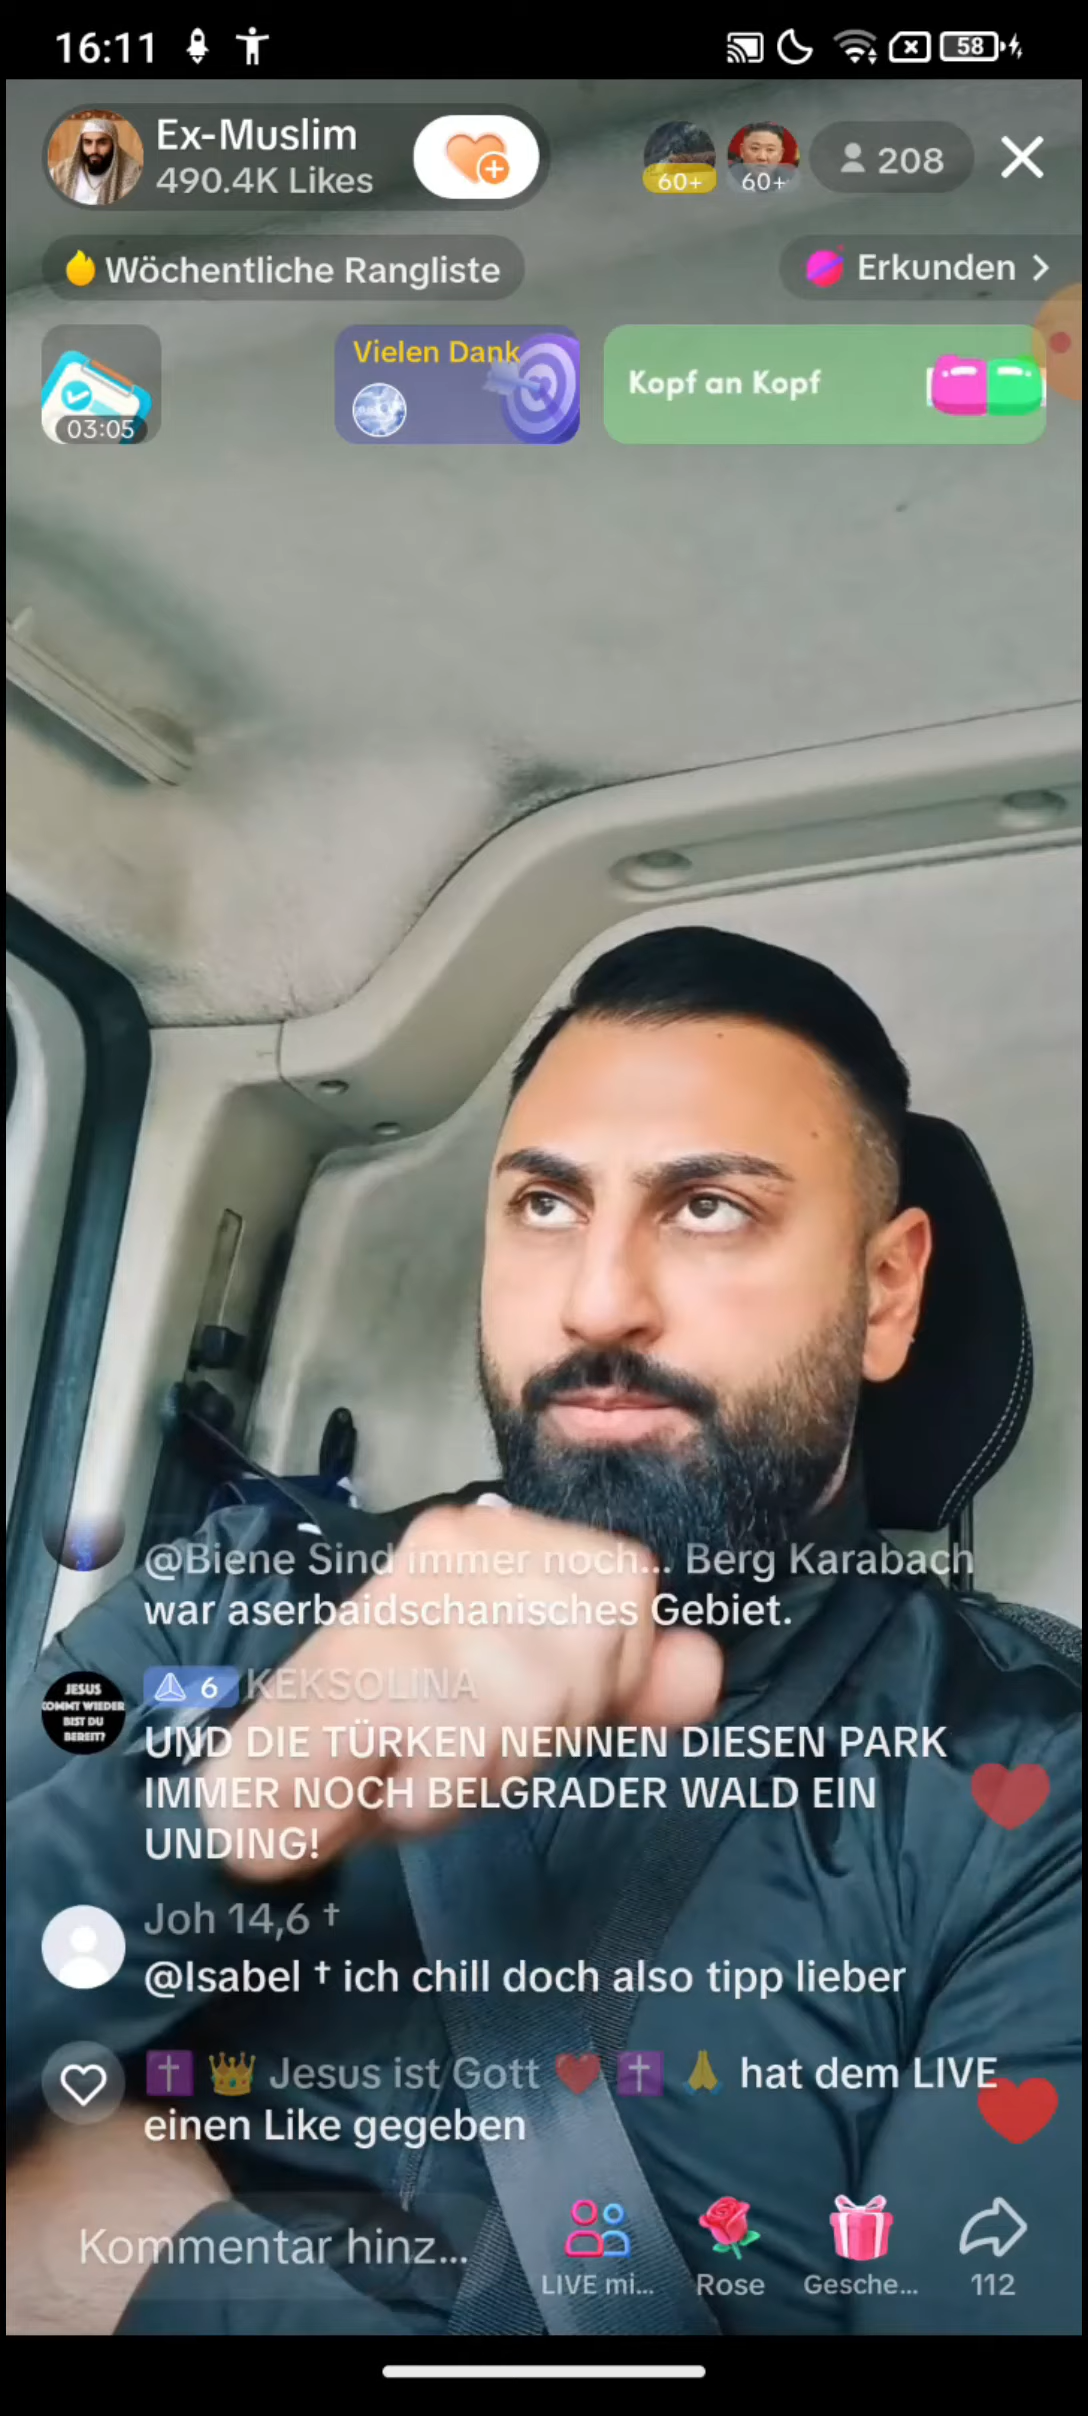 16:11
58
Ex-Muslim
490.4K Likes
60+
60+
208
Wöchentliche Rangliste
Erkunden
03:05
Vielen Dank
Kopf an Kopf
@Biene Sind immer noch... Berg Karabach
war aserbaidschanisches Gebiet.
JESUS
KOMMT WIEDER
BIST DU
BEREIT?
6 KEKSOLINA
UND DIE TÜRKEN NENNEN DIESEN PARK
IMMER NOCH BELGRADER WALD EIN
UNDING!
Joh 14,6 †
@Isabel † ich chill doch also tipp lieber
✝️ 👑 Jesus ist Gott ❤️ ✝️ 🙏 hat dem LIVE
einen Like gegeben
Kommentar hinz...
LIVE mi...
Rose
Gesche...
112